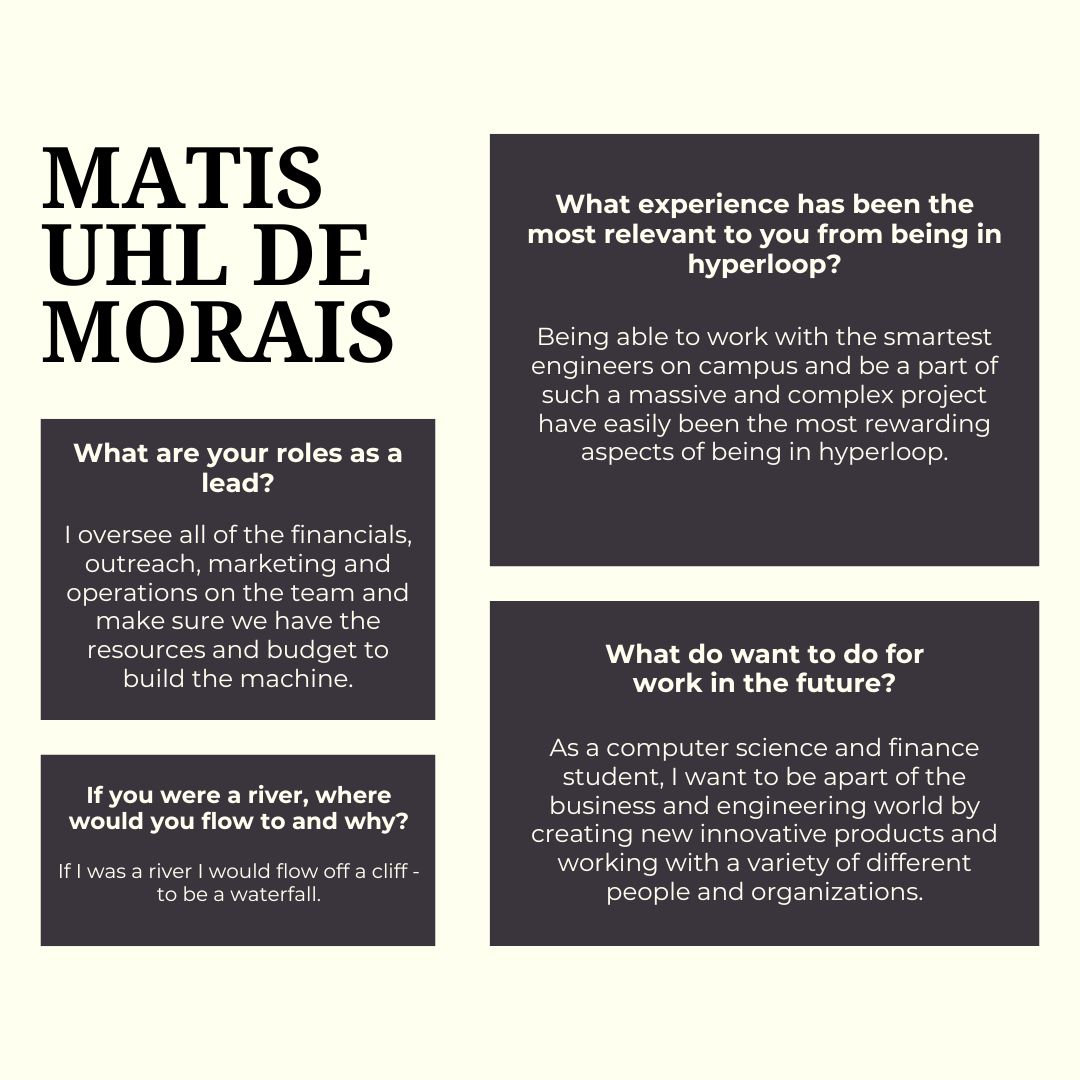 MATIS
UHL DE
MORAIS
What are your roles as a
lead?
I oversee all of the financials,
outreach, marketing and
operations on the team and
make sure we have the
resources and budget to
build the machine.
If you were a river, where
would you flow to and why?
If I was a river I would flow off a cliff -
to be a waterfall.
What experience has been the
most relevant to you from being in
hyperloop?
Being able to work with the smartest
engineers on campus and be a part of
such a massive and complex project
have easily been the most rewarding
aspects of being in hyperloop.
What do want to do for
work in the future?
As a computer science and finance
student, I want to be apart of the
business and engineering world by
creating new innovative products and
working with a variety of different
people and organizations.